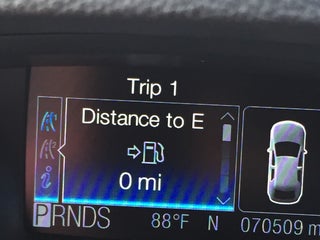 Trip 1
Distance to E
0 mi
PRNDS 88°F N 070509 m